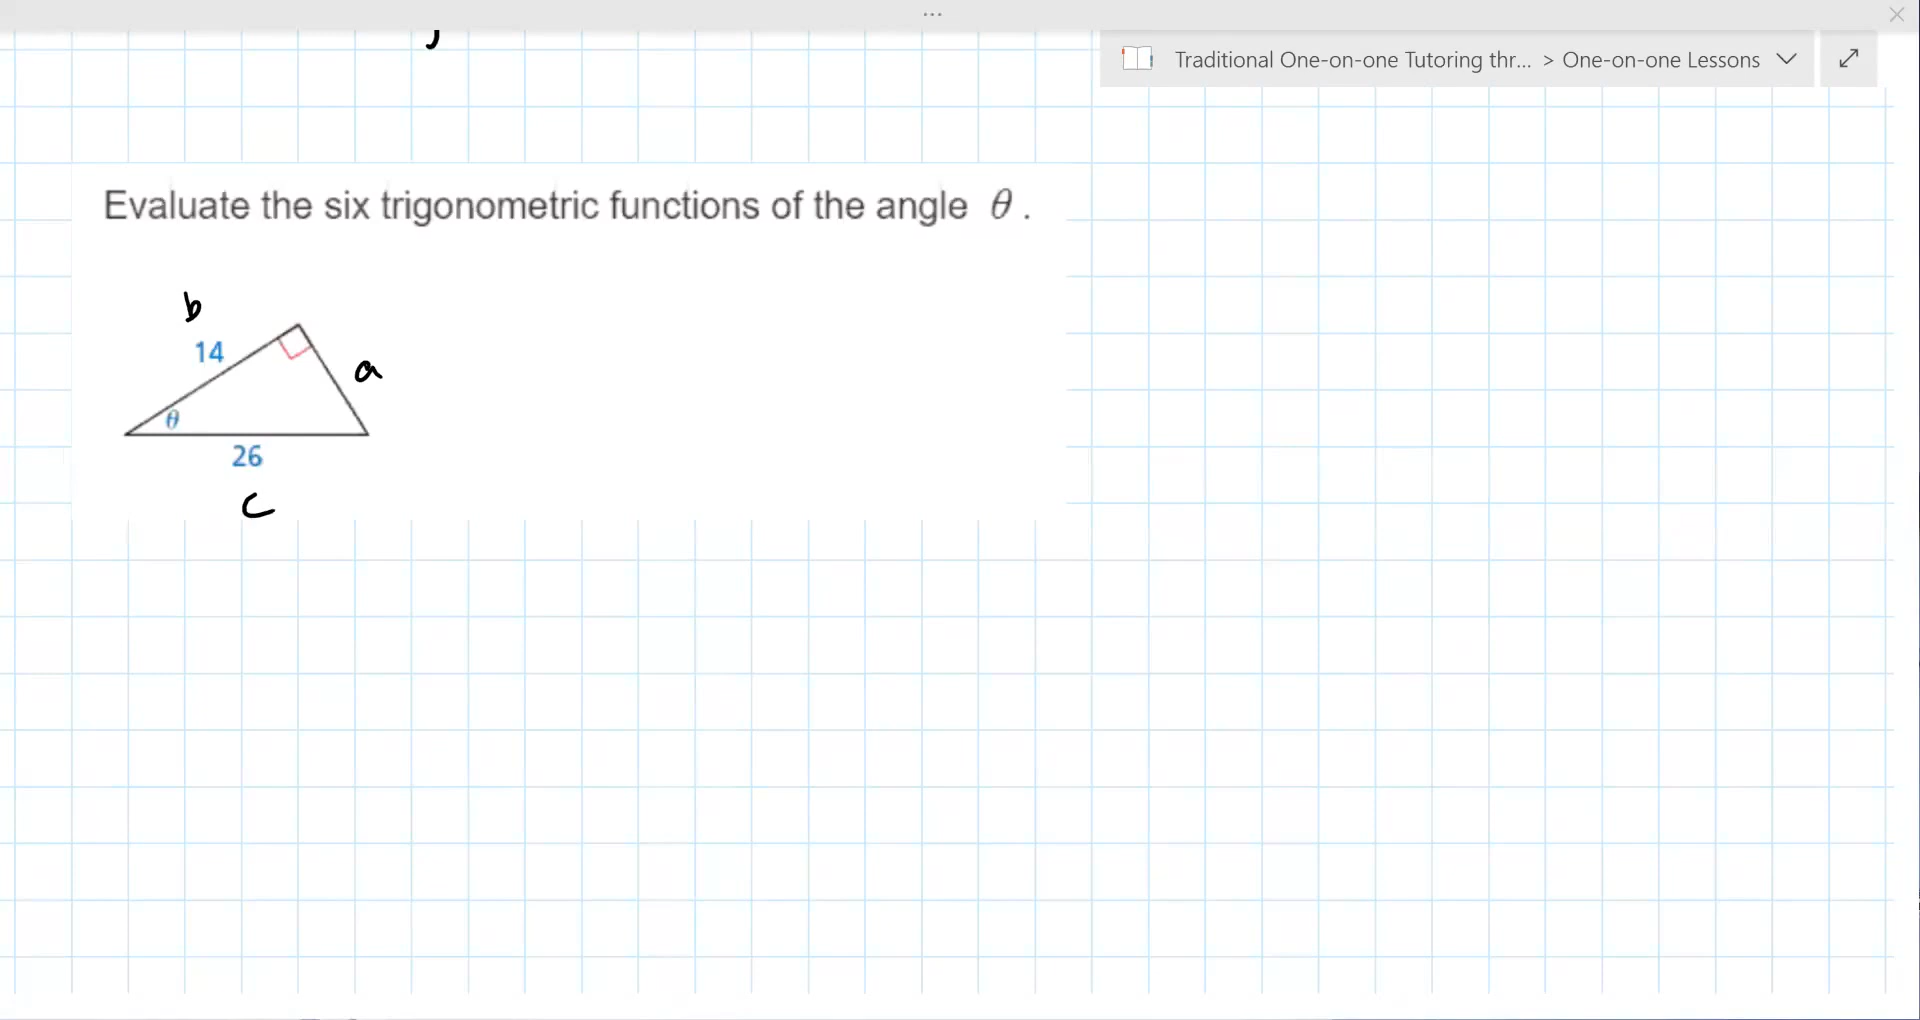 ...
Traditional One-on-one Tutoring thr... > One-on-one Lessons
Evaluate the six trigonometric functions of the angle θ .
b
14
a
θ
26
c